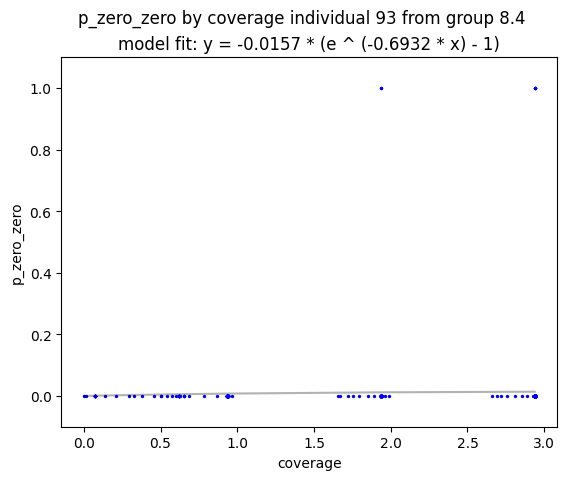 p_zero_zero by coverage individual 93 from group 8.4
model fit: y = -0.0157 * (e ^ (-0.6932 * x) - 1)
1.0
0.8
0.6
0.4
0.2
0.0
p_zero_zero
0.0 0.5 1.0 1.5 2.0 2.5 3.0
coverage